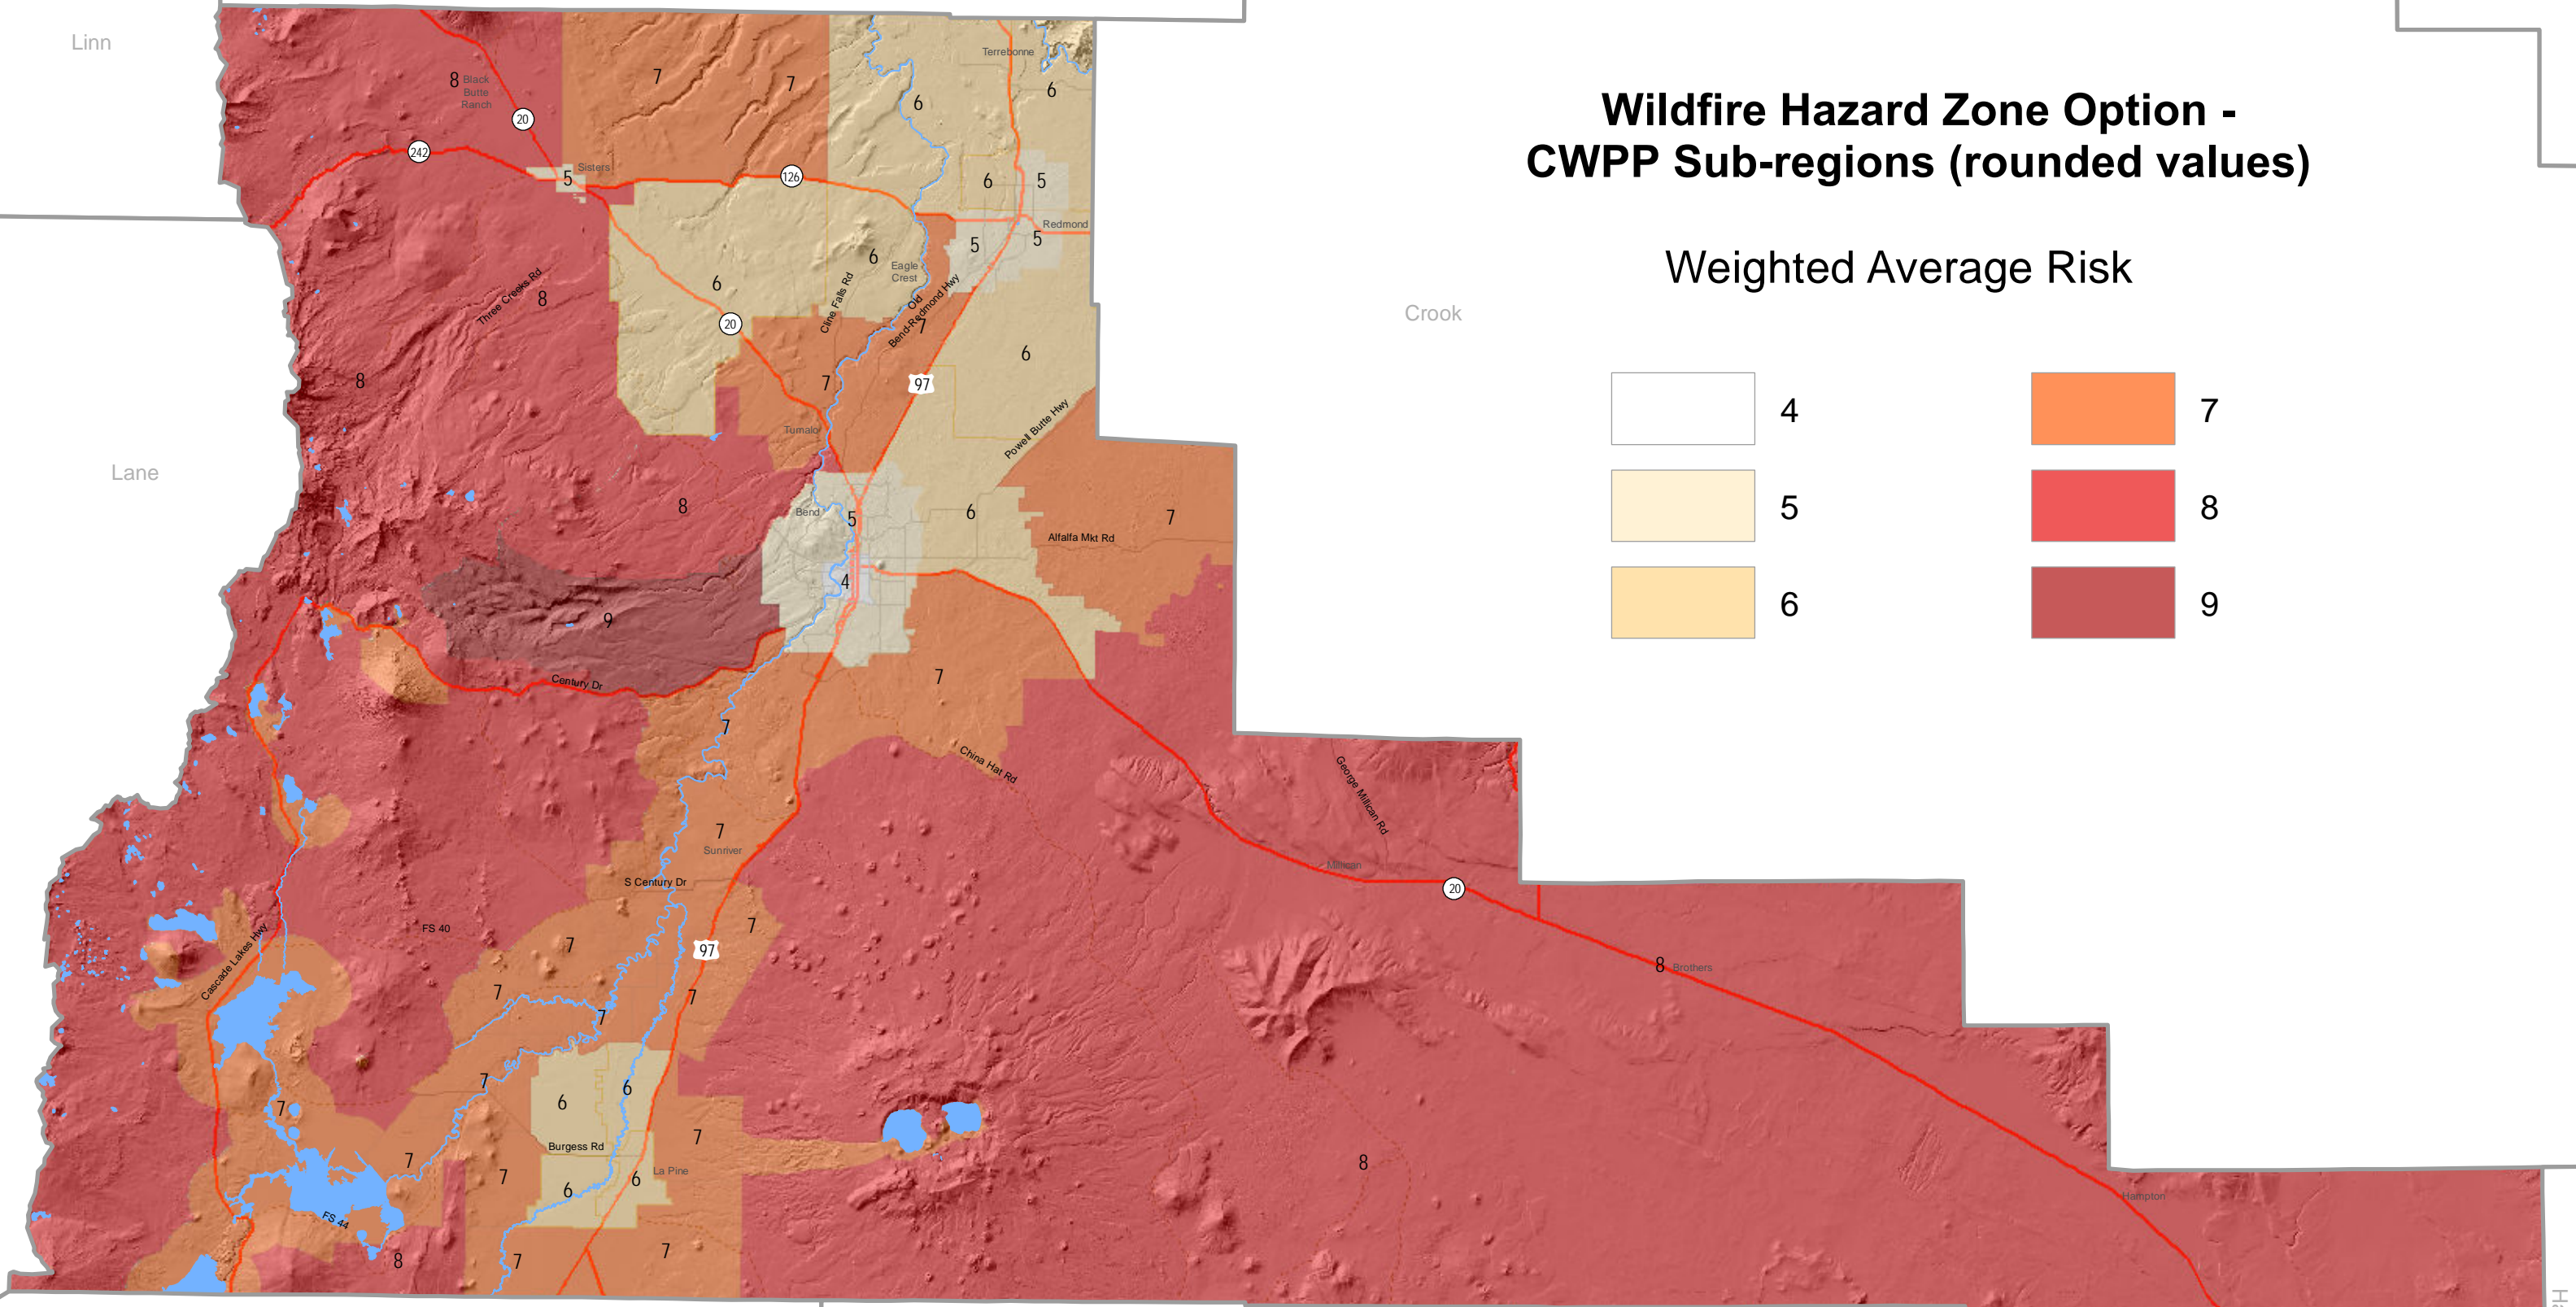 Linn
Wildfire Hazard Zone Option -
CWPP Sub-regions (rounded values)
Weighted Average Risk
4
7
5
8
6
9
Crook
Lane
Terrebonne
8
Black
Butte
Ranch
7
7
6
6
20
242
Sisters
5
126
6
5
Redmond
5
5
6
Eagle
Crest
6
Three Creeks Rd
8
Cline Falls Rd
Old
Bend-Redmond Hwy
7
20
6
8
7
97
Powell Butte Hwy
Tumalo
8
Bend
5
6
7
Alfalfa Mkt Rd
4
9
Century Dr
7
7
China Hat Rd
George Millican Rd
7
Sunriver
Millican
S Century Dr
20
FS 40
7
7
97
Cascade Lakes Hwy
8
Brothers
7
7
7
7
6
6
7
Burgess Rd
7
7
7
La Pine
6
6
8
Hampton
FS 44
8
7
7
H